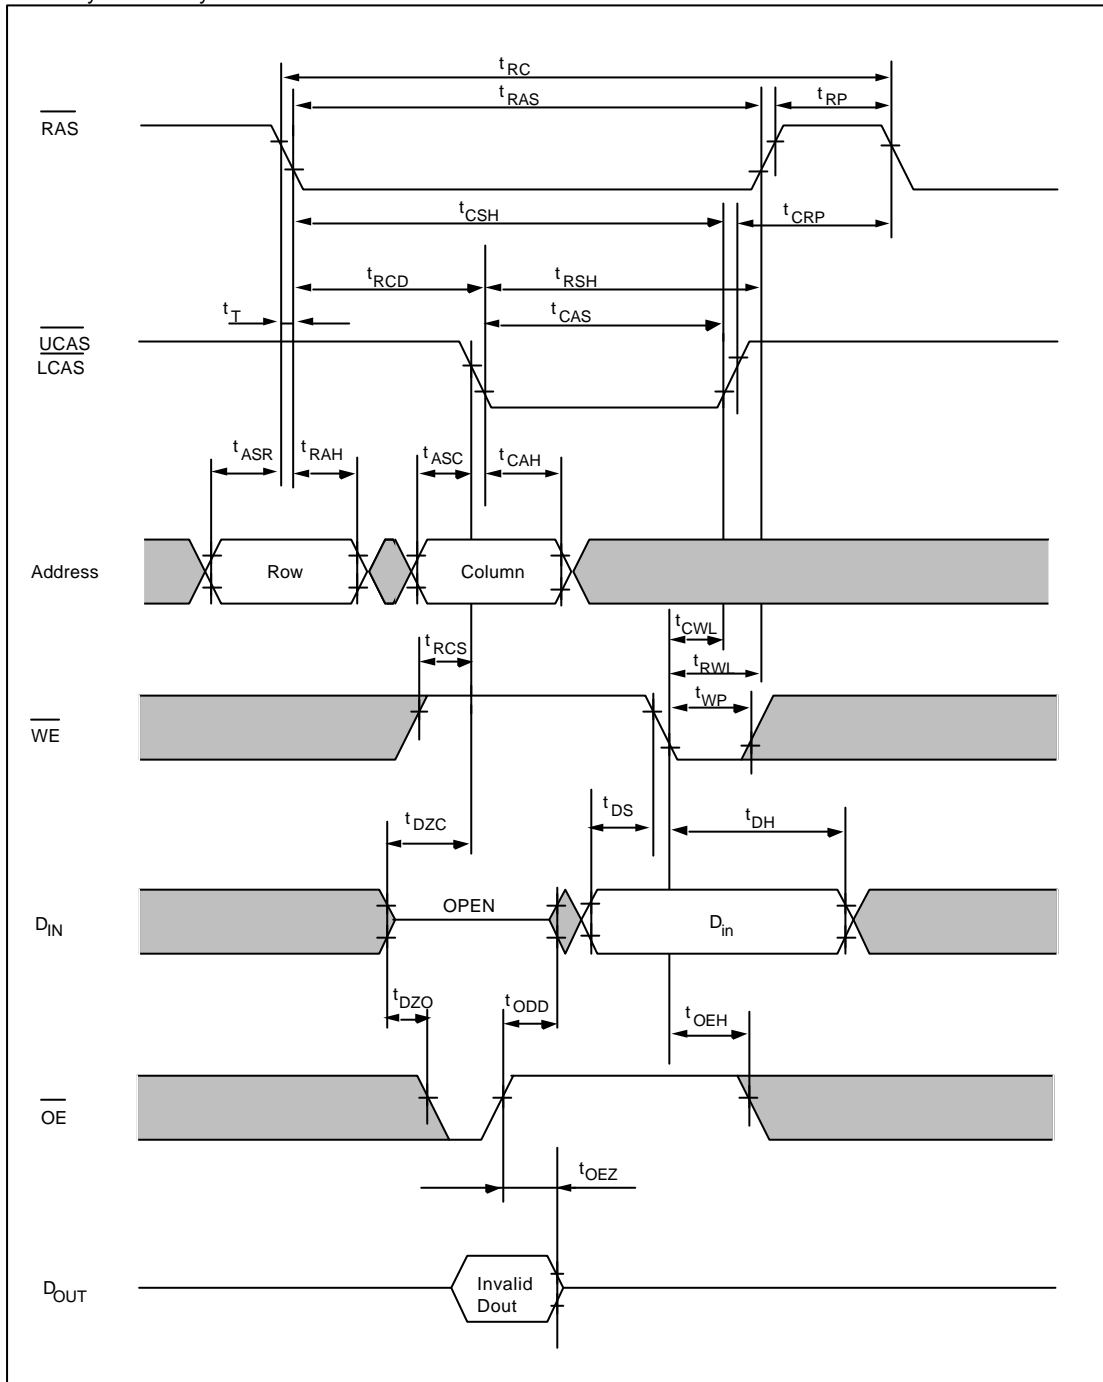 tRC
tRAS
tRP
RAS
tCSH
tCRP
tRCD
tRSH
tT
tCAS
UCAS
LCAS
tASR
tRAH
tASC
tCAH
Address
Row
Column
tCWL
tRCS
tRWL
tWP
WE
tDS
tDZC
tDH
OPEN
DIN
Din
tDZO
tODD
tOEH
OE
tOEZ
DOUT
Invalid
Dout